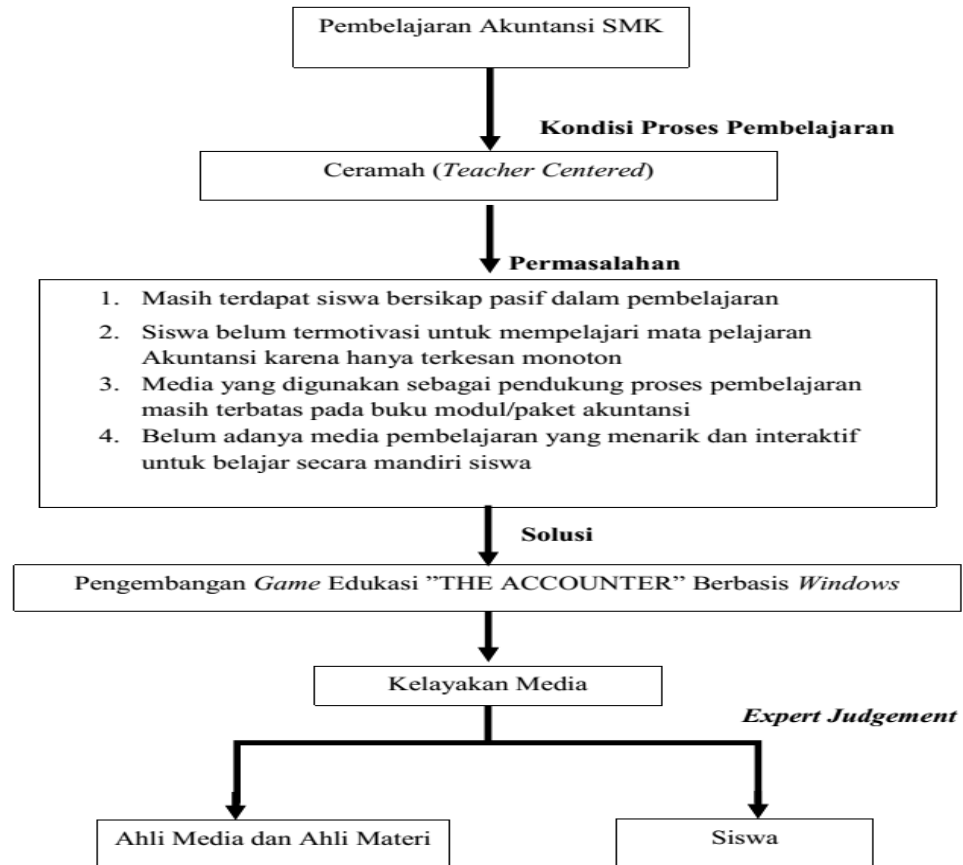 Pembelajaran Akuntansi SMK
Kondisi Proses Pembelajaran
Ceramah (Teacher Centered)
Permasalahan
1. Masih terdapat siswa bersikap pasif dalam pembelajaran
2. Siswa belum termotivasi untuk mempelajari mata pelajaran
Akuntansi karena hanya terkesan monoton
3. Media yang digunakan sebagai pendukung proses pembelajaran
masih terbatas pada buku modul/paket akuntansi
4. Belum adanya media pembelajaran yang menarik dan interaktif
untuk belajar secara mandiri siswa
Solusi
Pengembangan Game Edukasi ”THE ACCOUNTER” Berbasis Windows
Kelayakan Media
Expert Judgement
Ahli Media dan Ahli Materi
Siswa